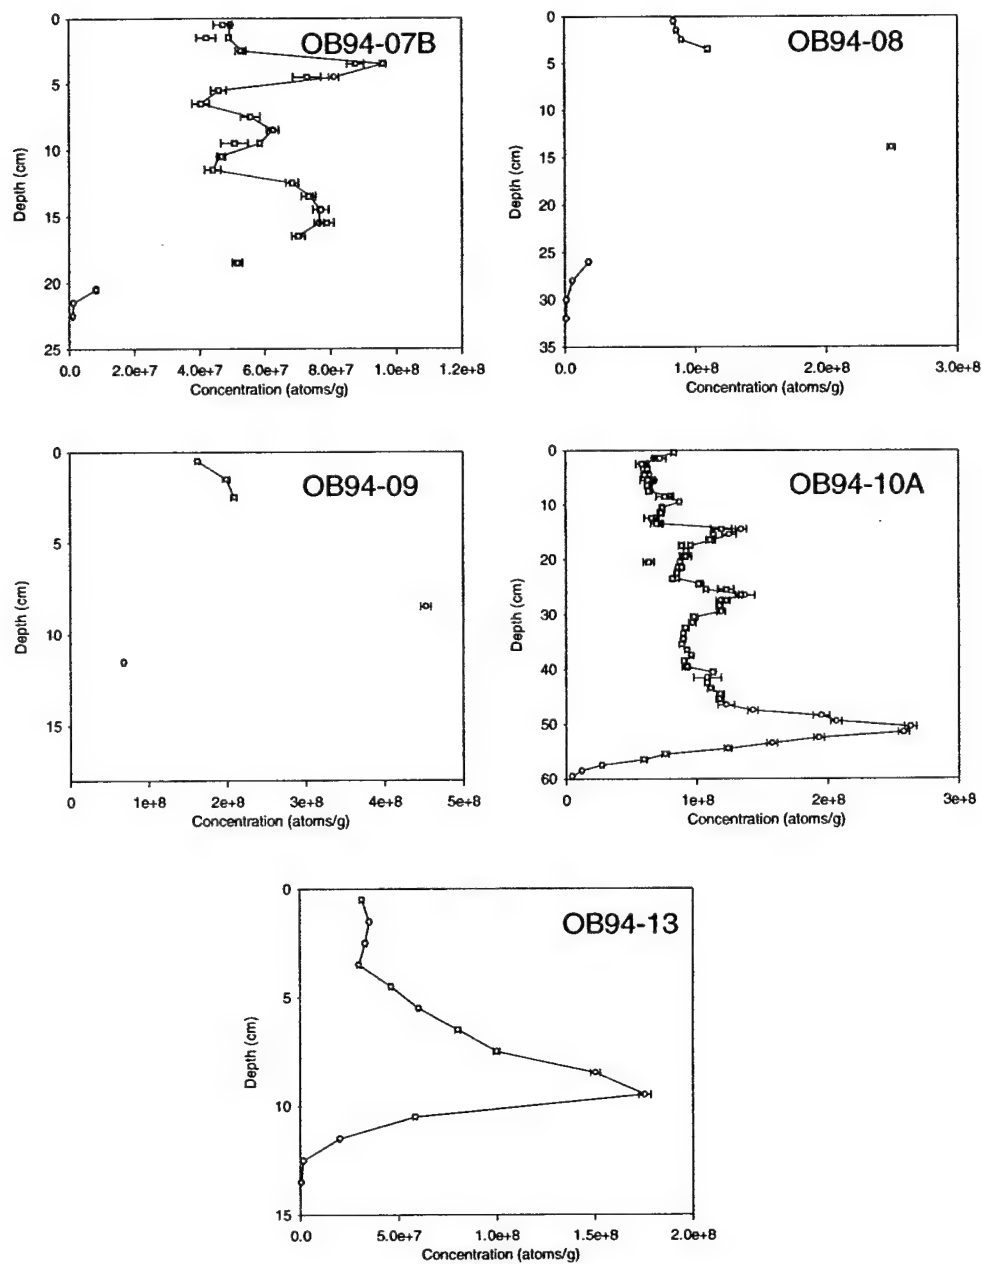 OB94-07B
0
5
10
15
20
25
Depth (cm)
0.0 2.0e+7 4.0e+7 6.0e+7 8.0e+7 1.0e+8 1.2e+8
Concentration (atoms/g)
OB94-08
0
5
10
15
20
25
30
35
Depth (cm)
0.0 1.0e+8 2.0e+8 3.0e+8
Concentration (atoms/g)
OB94-09
0
5
10
15
Depth (cm)
0 1e+8 2e+8 3e+8 4e+8 5e+8
Concentration (atoms/g)
OB94-10A
0
10
20
30
40
50
60
Depth (cm)
0 1e+8 2e+8 3e+8
Concentration (atoms/g)
OB94-13
0
5
10
15
Depth (cm)
0.0 5.0e+7 1.0e+8 1.5e+8 2.0e+8
Concentration (atoms/g)